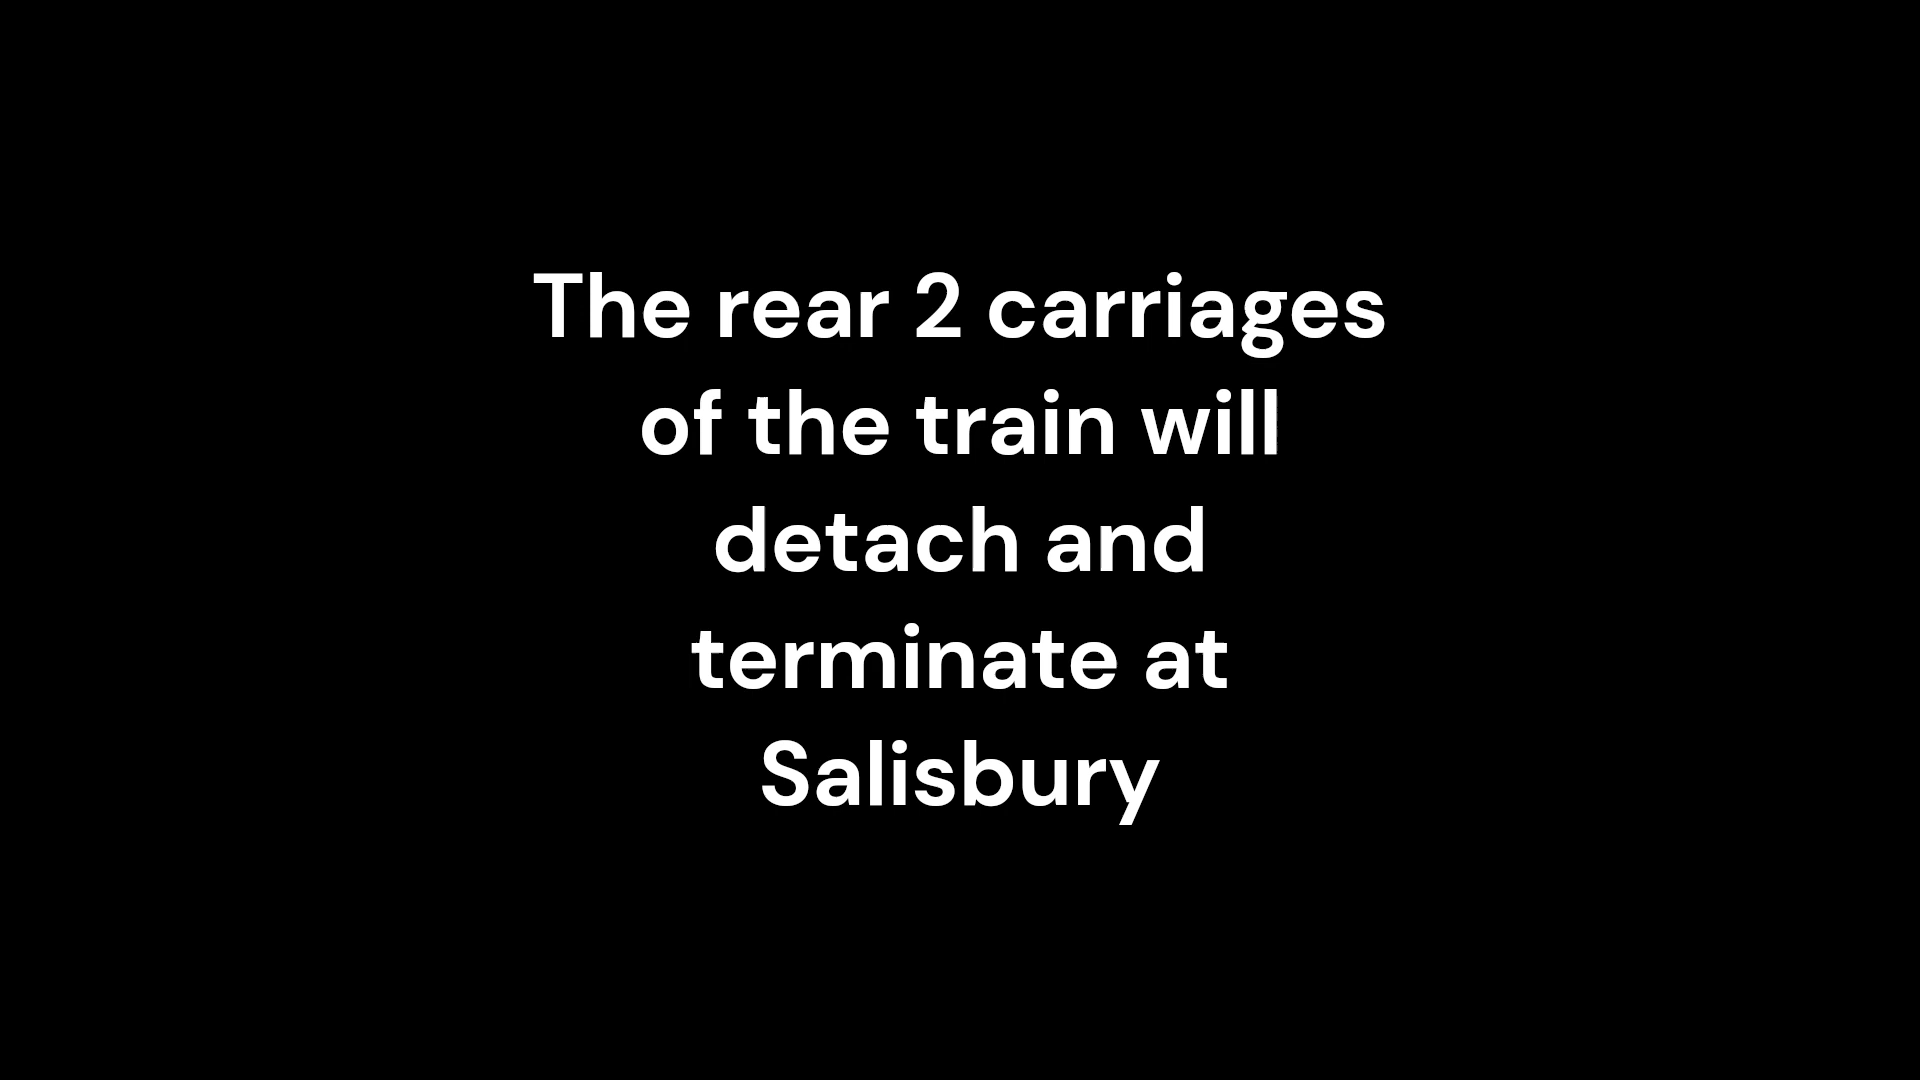 The rear 2 carriages
of the train will
detach and
terminate at
Salisbury